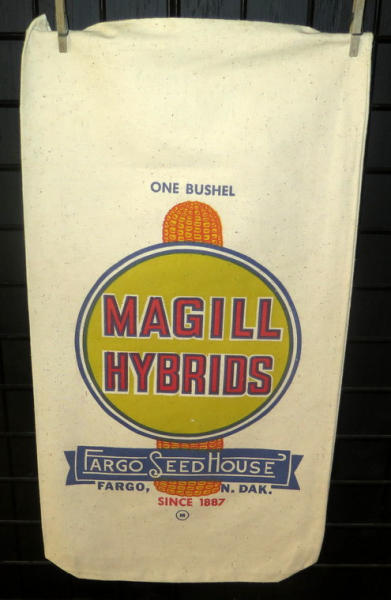 ONE BUSHEL
MAGILL
HYBRIDS
FARGO SEED HOUSE
FARGO, N. DAK.
SINCE 1887